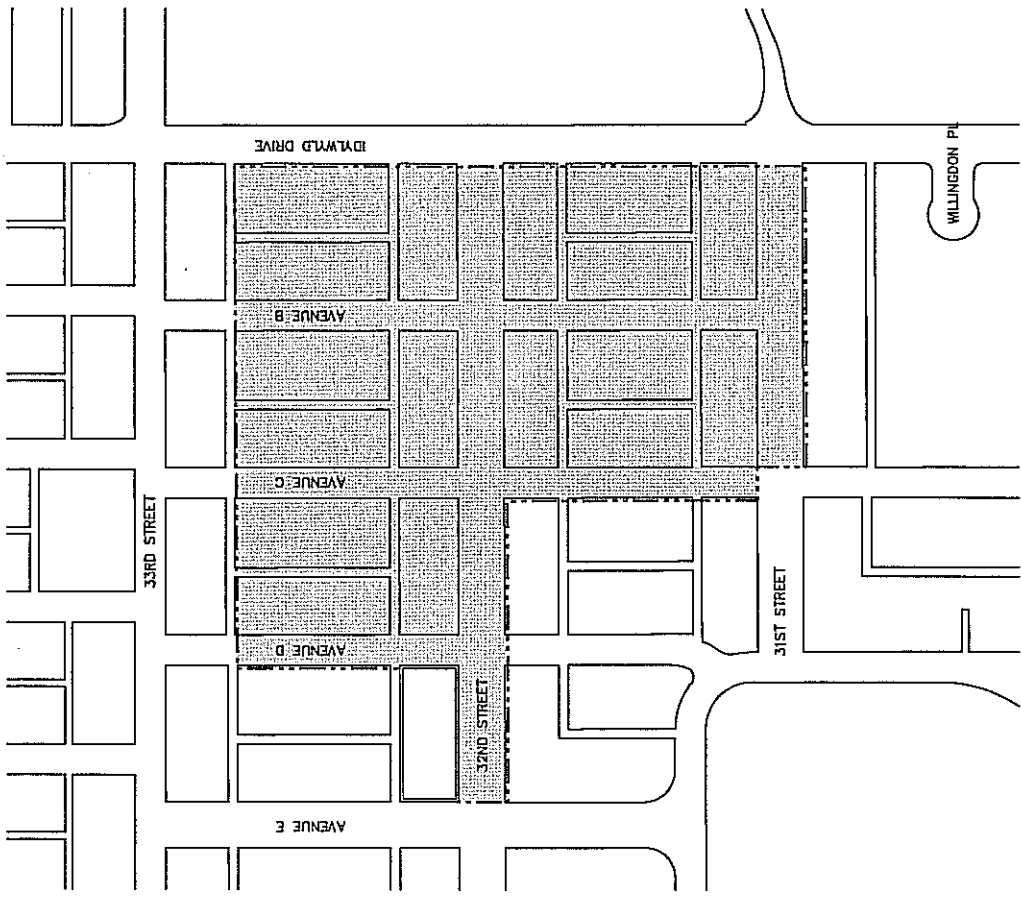 IDYLWYLD DRIVE
WILLINGDON PL
AVENUE B
AVENUE C
33RD STREET
31ST STREET
AVENUE D
32ND STREET
AVENUE E